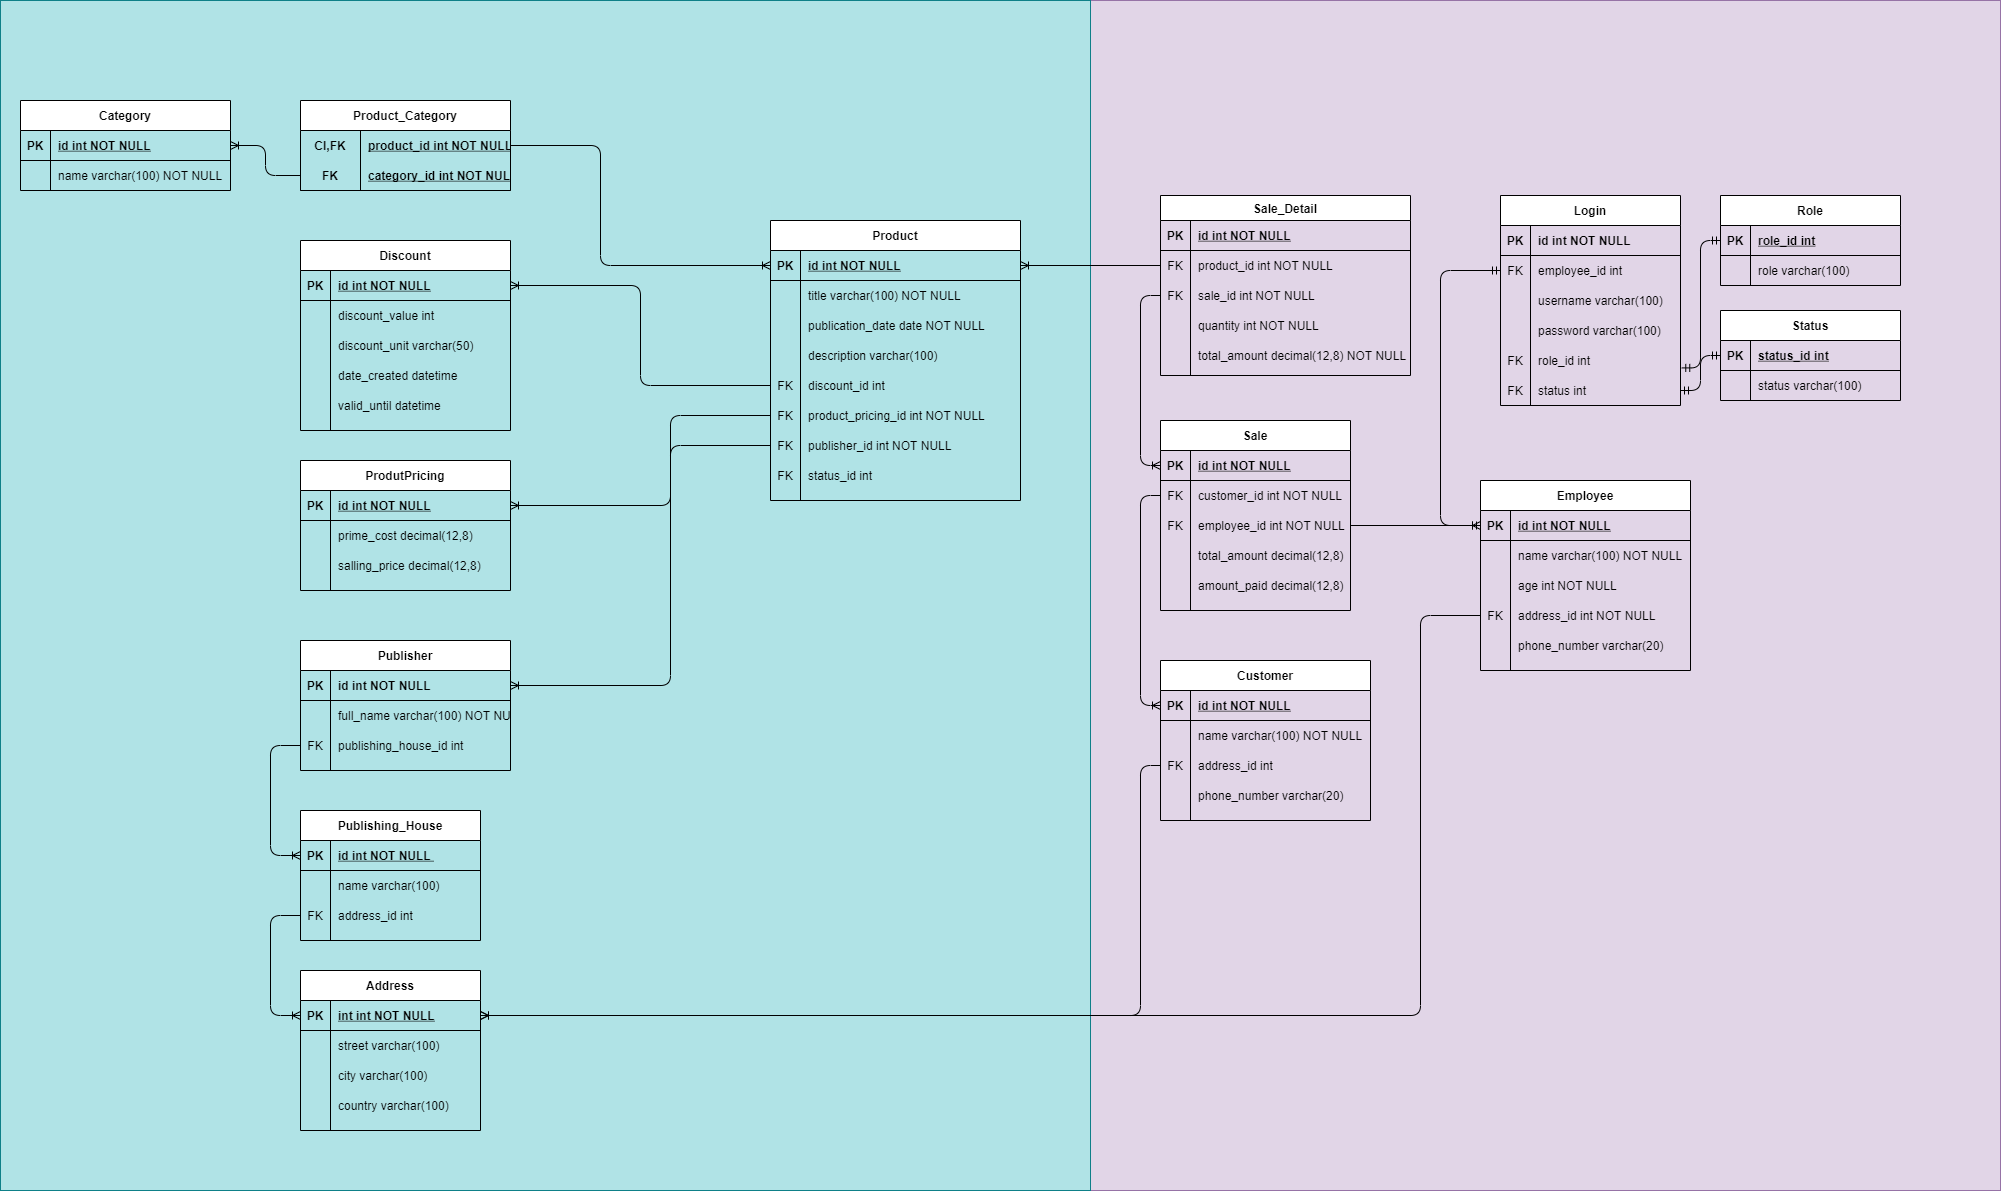 Category
PK id int NOT NULL
name varchar(100) NOT NULL
Product_Category
CI,FK product_id int NOT NULL
FK category_id int NOT NUL
Discount
PK id int NOT NULL
discount_value int
discount_unit varchar(50)
date_created datetime
valid_until datetime
ProdutPricing
PK id int NOT NULL
prime_cost decimal(12,8)
salling_price decimal(12,8)
Publisher
PK id int NOT NULL
full_name varchar(100) NOT NU
FK publishing_house_id int
Publishing_House
PK id int NOT NULL
name varchar(100)
FK address_id int
Address
PK int int NOT NULL
street varchar(100)
city varchar(100)
country varchar(100)
Product
PK id int NOT NULL
title varchar(100) NOT NULL
publication_date date NOT NULL
description varchar(100)
FK discount_id int
FK product_pricing_id int NOT NULL
FK publisher_id int NOT NULL
FK status_id int
Sale_Detail
PK id int NOT NULL
FK product_id int NOT NULL
FK sale_id int NOT NULL
quantity int NOT NULL
total_amount decimal(12,8) NOT NULL
Sale
PK id int NOT NULL
FK customer_id int NOT NULL
FK employee_id int NOT NULL
total_amount decimal(12,8)
amount_paid decimal(12,8)
Customer
PK id int NOT NULL
name varchar(100) NOT NULL
FK address_id int
phone_number varchar(20)
Login
PK id int NOT NULL
FK employee_id int
username varchar(100)
password varchar(100)
FK role_id int
FK status int
Role
PK role_id int
role varchar(100)
Status
PK status_id int
status varchar(100)
Employee
PK id int NOT NULL
name varchar(100) NOT NULL
age int NOT NULL
FK address_id int NOT NULL
phone_number varchar(20)